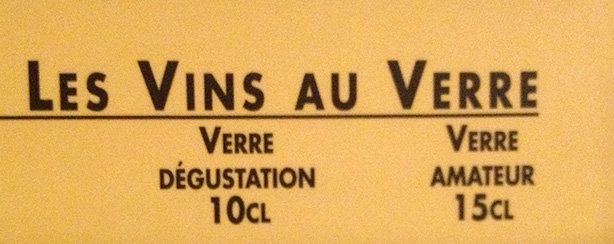 LES VINS AU VERRE
VERRE DÉGUSTATION 10CL
VERRE AMATEUR 15CL